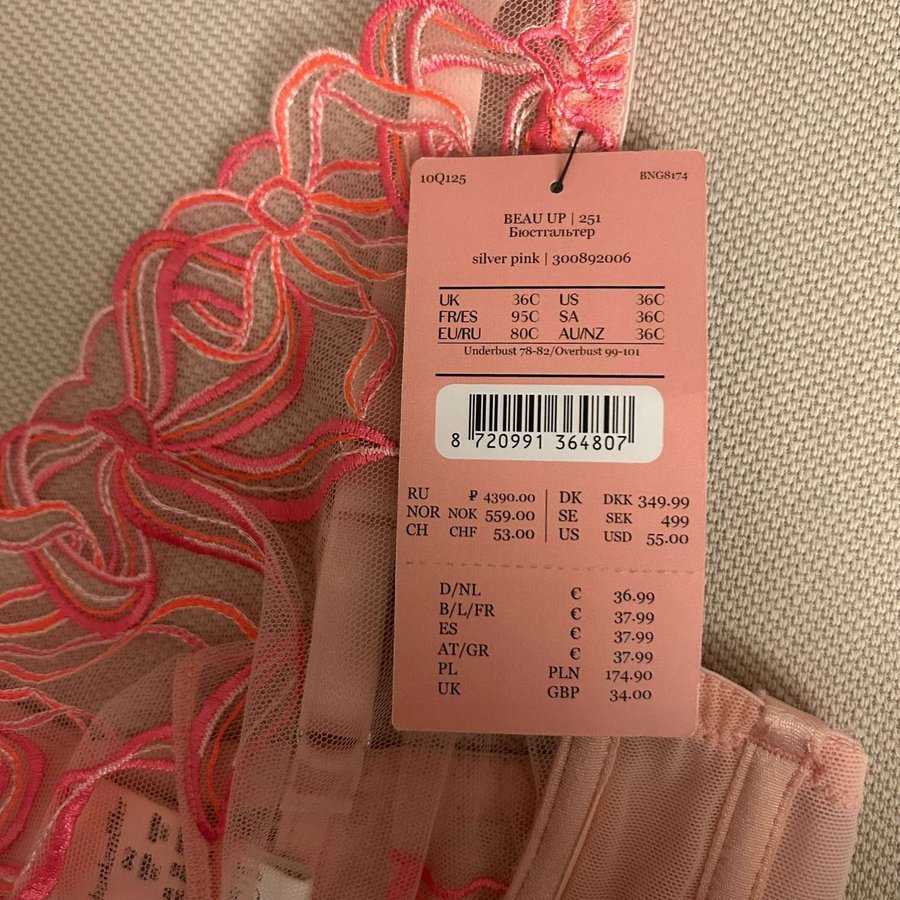 10Q125 BNG8174
BEAU UP | 251
Бюстгальтер
silver pink | 300892006
UK 36C US 36C
FR/ES 95C SA 36C
EU/RU 80C AU/NZ 36C
Underbust 78-82/Overbust 99-101
8 720991 364807
RU ₽ 4390.00 DK DKK 349.99
NOR NOK 559.00 SE SEK 499
CH CHF 53.00 US USD 55.00
D/NL € 36.99
B/L/FR € 37.99
ES € 37.99
AT/GR € 37.99
PL PLN 174.90
UK GBP 34.00